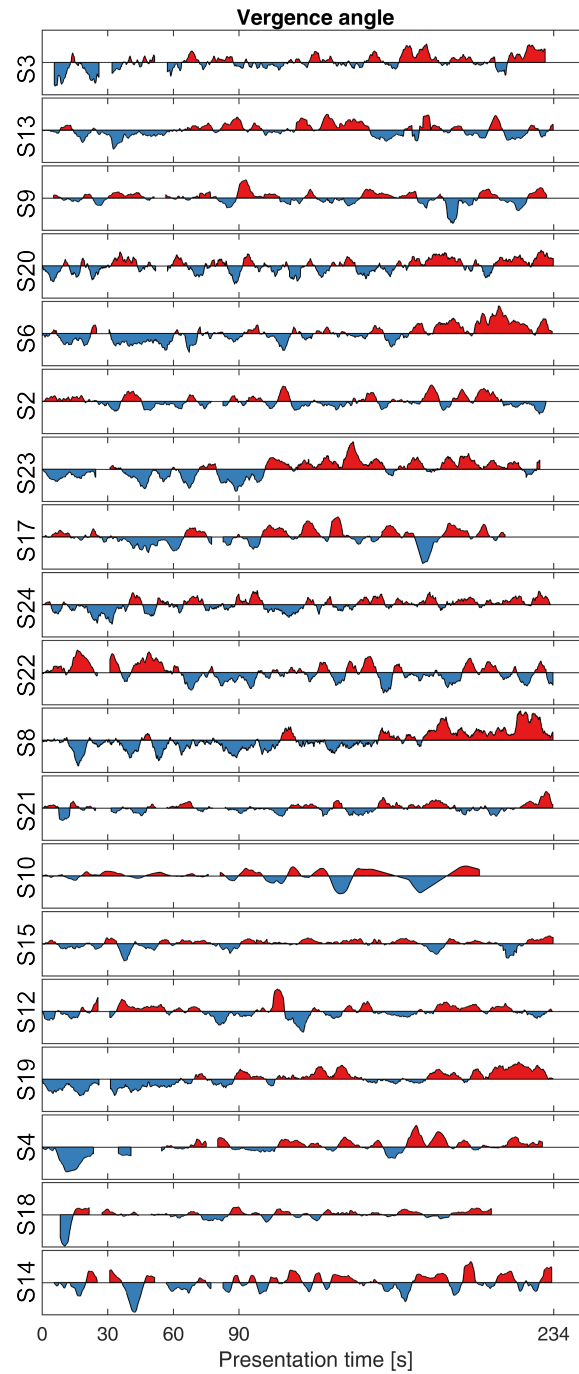 Vergence angle
S3
S13
S9
S20
S6
S2
S23
S17
S24
S22
S8
S21
S10
S15
S12
S19
S4
S18
S14
0 30 60 90 234
Presentation time [s]